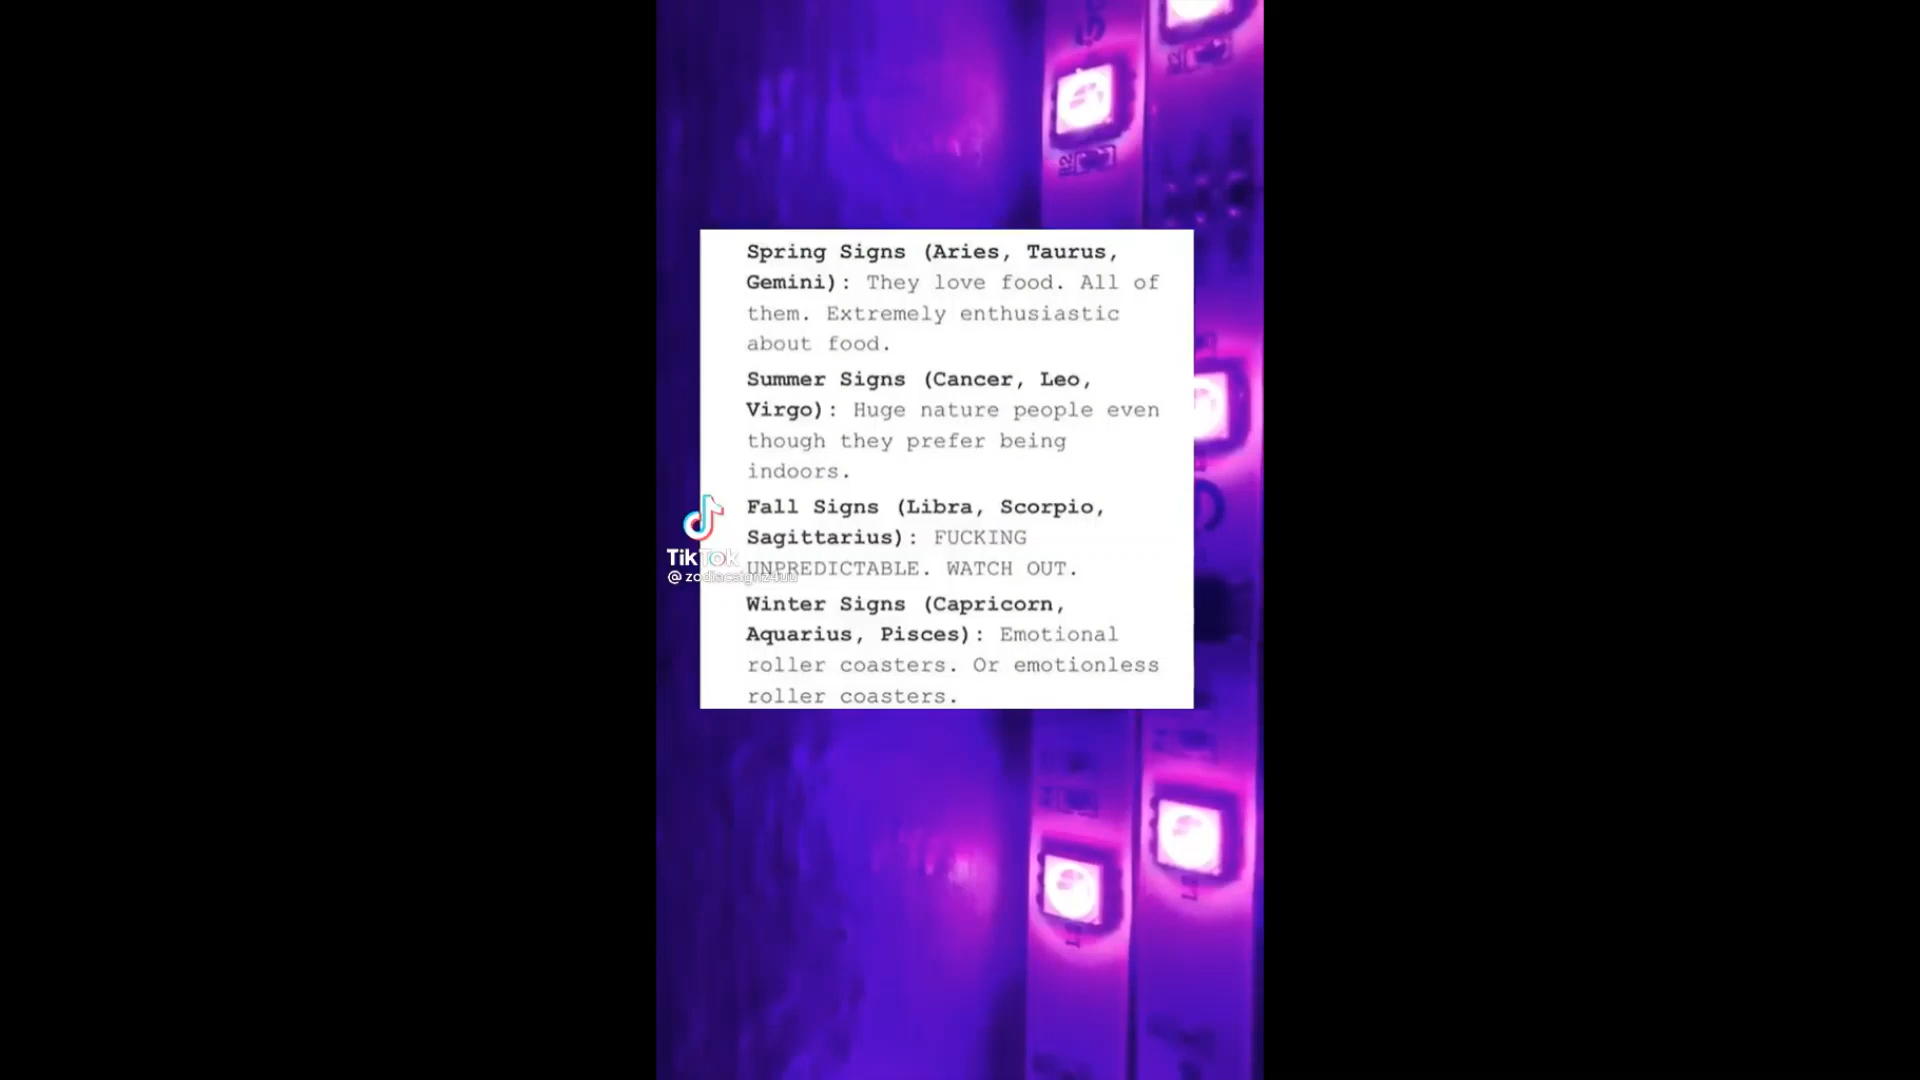 Spring Signs (Aries, Taurus,
Gemini): They love food. All of
them. Extremely enthusiastic
about food.
Summer Signs (Cancer, Leo,
Virgo): Huge nature people even
though they prefer being
indoors.
Fall Signs (Libra, Scorpio,
Sagittarius): FUCKING
UNPREDICTABLE. WATCH OUT.
Winter Signs (Capricorn,
Aquarius, Pisces): Emotional
roller coasters. Or emotionless
roller coasters.
TikTok